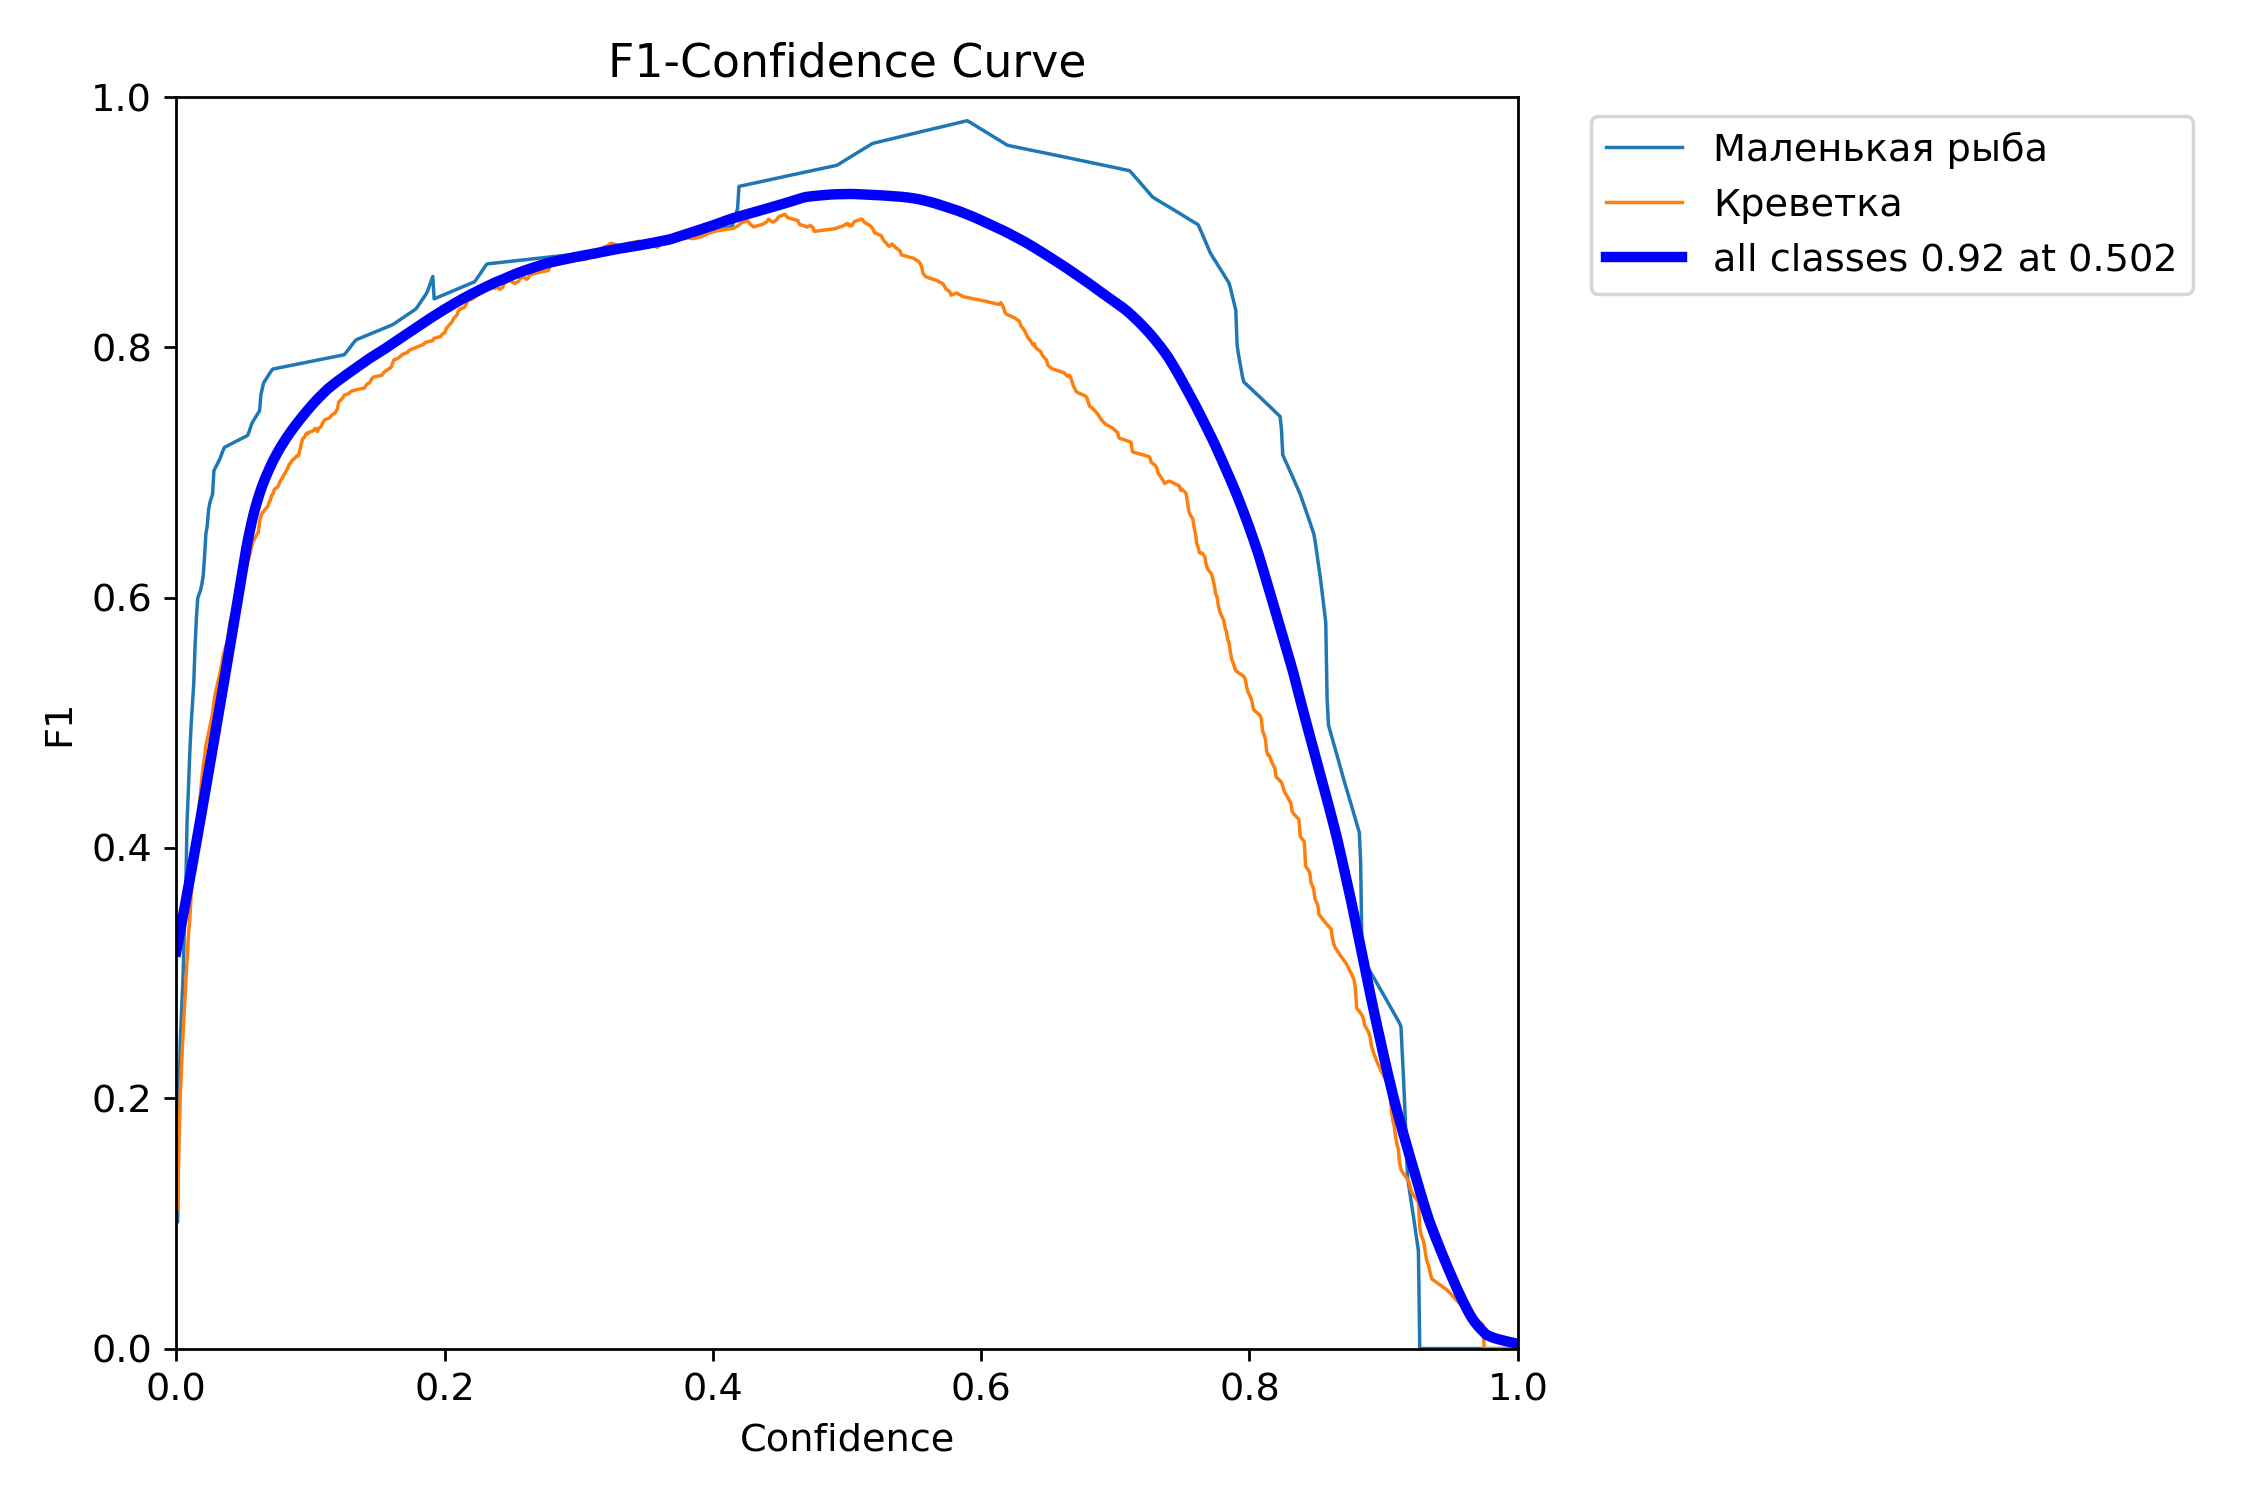 F1-Confidence Curve
1.0
0.8
0.6
0.4
0.2
0.0
F1
0.0 0.2 0.4 0.6 0.8 1.0
Confidence
Маленькая рыба
Креветка
all classes 0.92 at 0.502